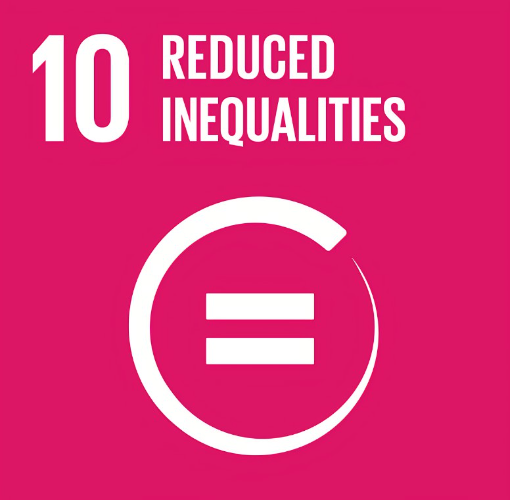 10 REDUCED
INEQUALITIES
=